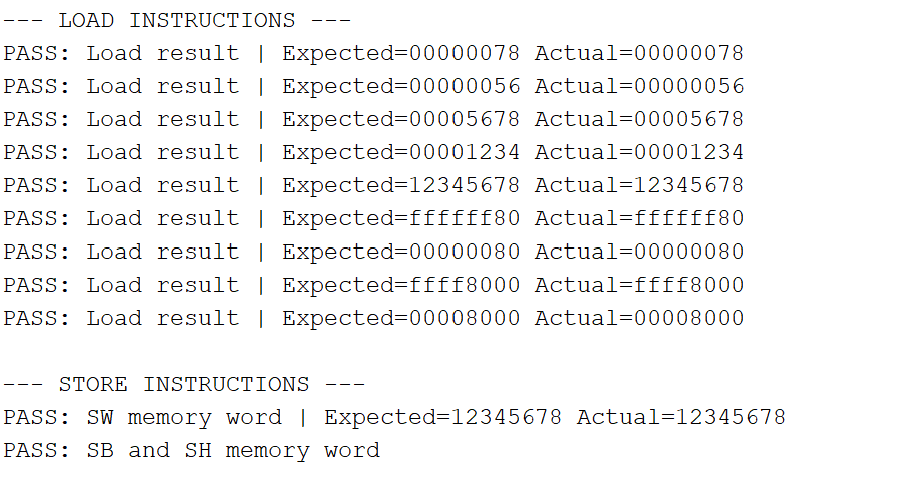 --- LOAD INSTRUCTIONS ---
PASS: Load result | Expected=00000078 Actual=00000078
PASS: Load result | Expected=00000056 Actual=00000056
PASS: Load result | Expected=00005678 Actual=00005678
PASS: Load result | Expected=00001234 Actual=00001234
PASS: Load result | Expected=12345678 Actual=12345678
PASS: Load result | Expected=ffffff80 Actual=ffffff80
PASS: Load result | Expected=00000080 Actual=00000080
PASS: Load result | Expected=ffff8000 Actual=ffff8000
PASS: Load result | Expected=00008000 Actual=00008000
--- STORE INSTRUCTIONS ---
PASS: SW memory word | Expected=12345678 Actual=12345678
PASS: SB and SH memory word